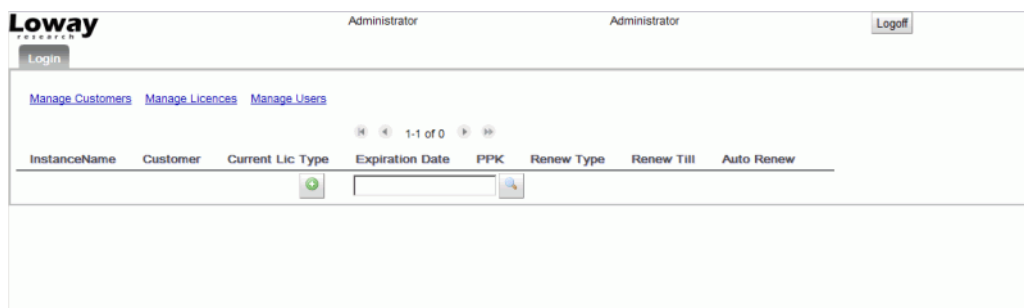 Loway Administrator Administrator Logoff
research
Login
Manage Customers Manage Licences Manage Users
1-1 of 0
InstanceName Customer Current Lic Type Expiration Date PPK Renew Type Renew Till Auto Renew